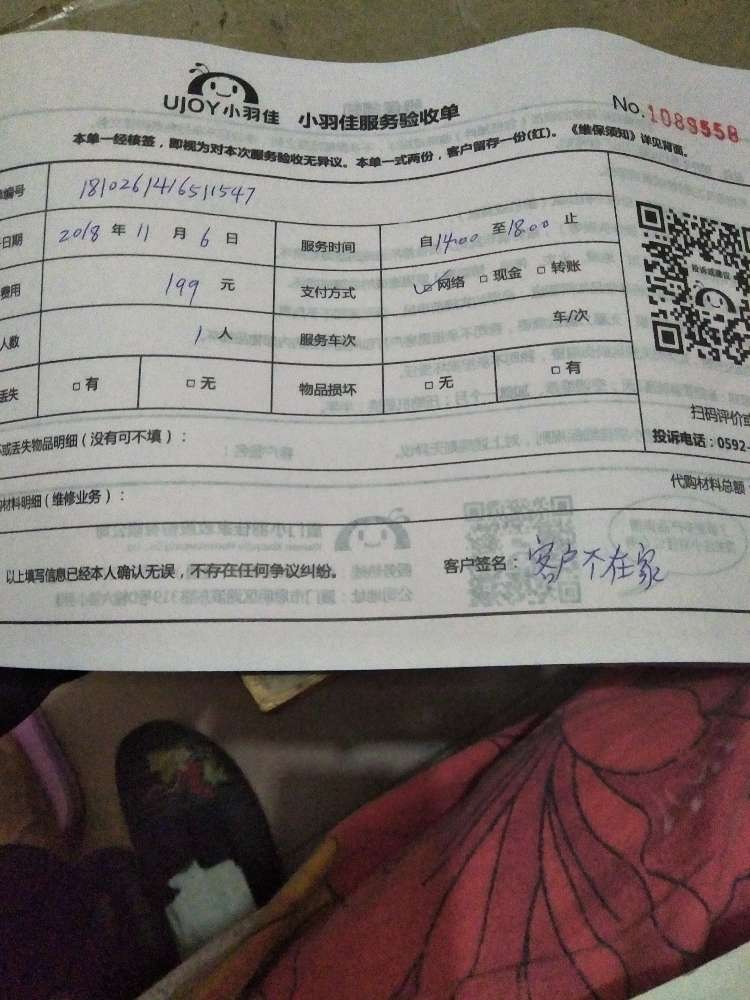 UJOY小羽佳 小羽佳服务验收单 No.1089558
本单一经核签，即视为对本次服务验收无异议。本单一式两份，客户留存一份(红)。《维保须知》详见背面。
编号 1810261416511547
日期 2018 年 11 月 6 日 服务时间 自14:00 至18:00 止
费用 199 元 支付方式 网络 □ 现金 □ 转账
人数 1 人 服务车次 年/次
丢失 □ 有 □ 无 物品损坏 □ 无 □ 有
投诉或建议
扫码评价或
投诉电话：0592-
或丢失物品明细（没有可不填）：
代购材料总额
材料明细（维修业务）：
以上填写信息已经本人确认无误，不存在任何争议纠纷。 客户签名：客户不在家